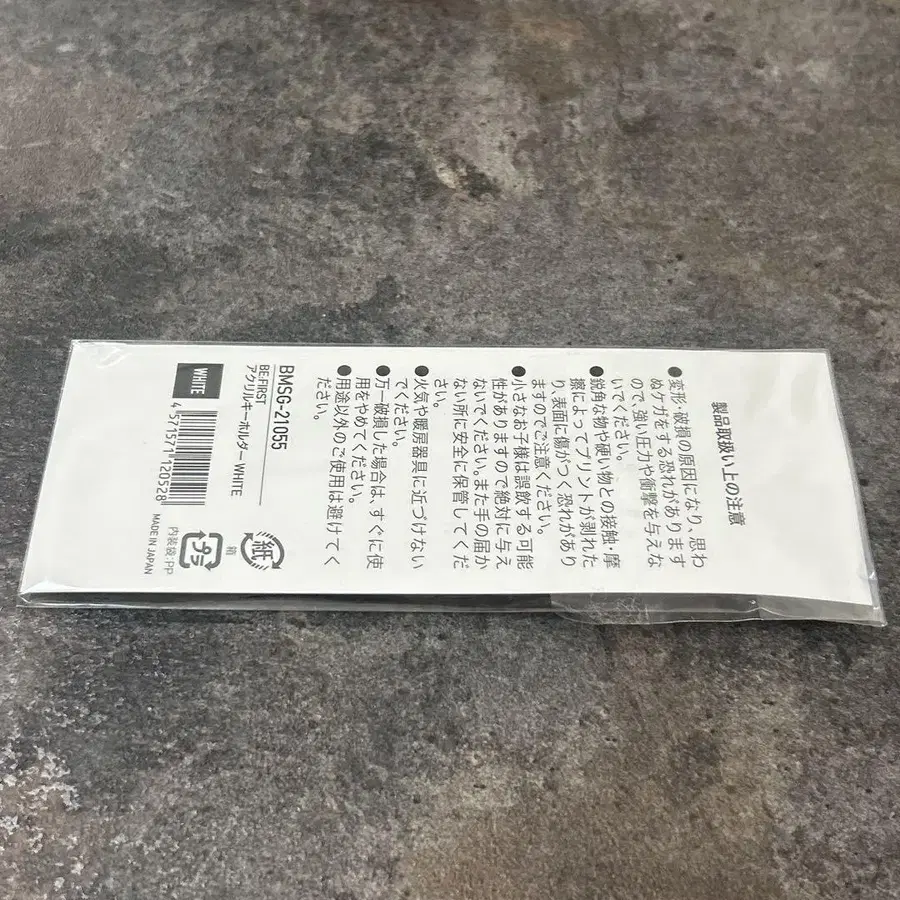 製品取扱い上の注意
●変形・破損の原因になり、思わ
ぬケガをする恐れがあります
ので、強い圧力や衝撃を与えな
いでください。
●鋭角な物や硬い物との接触・摩
擦によってプリントが剥れた
り、表面に傷がつく恐れがあり
ますのでご注意ください。
●小さなお子様は誤飲する可能
性がありますので絶対に与え
ないでください。また手の届か
ない所に安全に保管してくだ
さい。
●火気や暖房器具に近づけない
でください。
●万一破損した場合は、すぐに使
用をやめてください。
●用途以外のご使用は避けてく
ださい。
BMSG-21055
BE:FIRST
アクリルキーホルダー WHITE
WHITE
4 571571 120528
紙
箱
プラ
内装袋:PP
MADE IN JAPAN